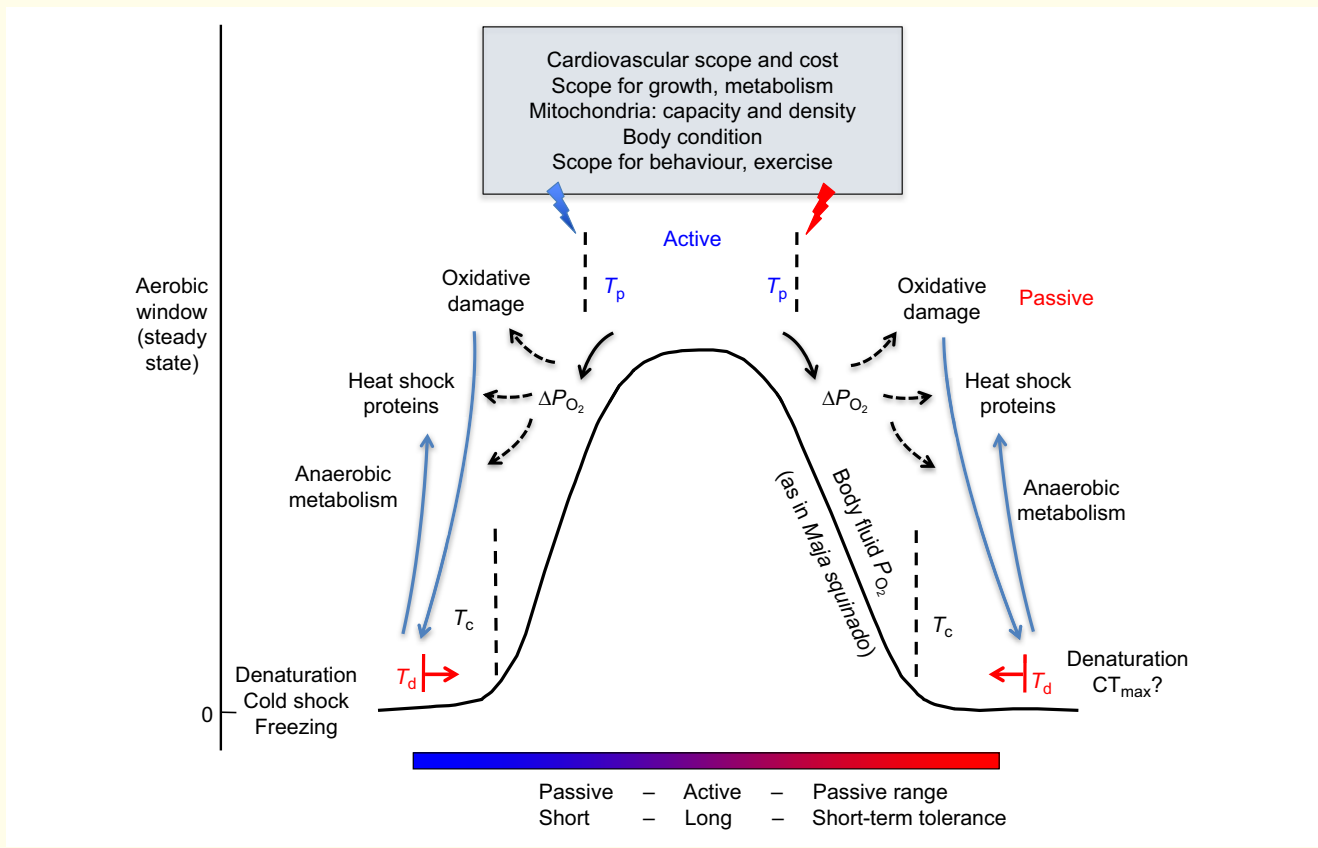 Cardiovascular scope and cost
Scope for growth, metabolism
Mitochondria: capacity and density
Body condition
Scope for behaviour, exercise
Active
Aerobic
window
(steady
state)
Oxidative
damage
Tp
Tp
Oxidative
damage
Passive
Heat shock
proteins
ΔPO2
ΔPO2
Heat shock
proteins
Anaerobic
metabolism
Body fluid PO2
(as in Maja squinado)
Anaerobic
metabolism
Tc
Tc
Denaturation
Cold shock
Freezing
Td
Td
Denaturation
CTmax?
0
Passive – Active – Passive range
Short – Long – Short-term tolerance